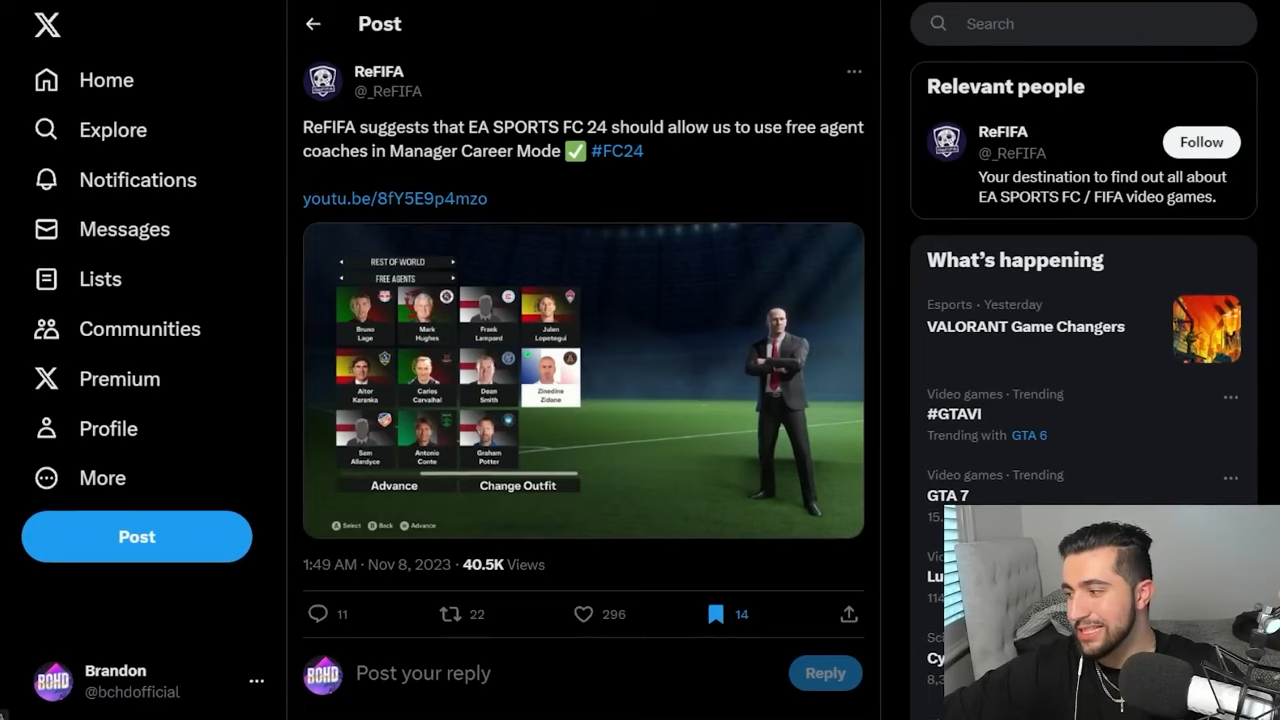 Home
Explore
Notifications
Messages
Lists
Communities
Premium
Profile
More
Post
Brandon
@bchdofficial
Post
ReFIFA
@_ReFIFA
ReFIFA suggests that EA SPORTS FC 24 should allow us to use free agent
coaches in Manager Career Mode ✅ #FC24
youtu.be/8fY5E9p4mzo
REST OF WORLD
FREE AGENTS
Bruno
Lage
Mark
Hughes
Frank
Lampard
Julen
Lopetegui
Aitor
Karanka
Carlos
Carvalhal
Dean
Smith
Zinedine
Zidane
Sam
Allardyce
Antonio
Conte
Graham
Potter
Advance
Change Outfit
Select
Back
Advance
1:49 AM · Nov 8, 2023 · 40.5K Views
11
22
296
14
BCHD
Post your reply
Reply
Search
Relevant people
ReFIFA
@_ReFIFA
Follow
Your destination to find out all about
EA SPORTS FC / FIFA video games.
What's happening
Esports · Yesterday
VALORANT Game Changers
Video games · Trending
#GTAVI
Trending with GTA 6
Video games · Trending
GTA 7